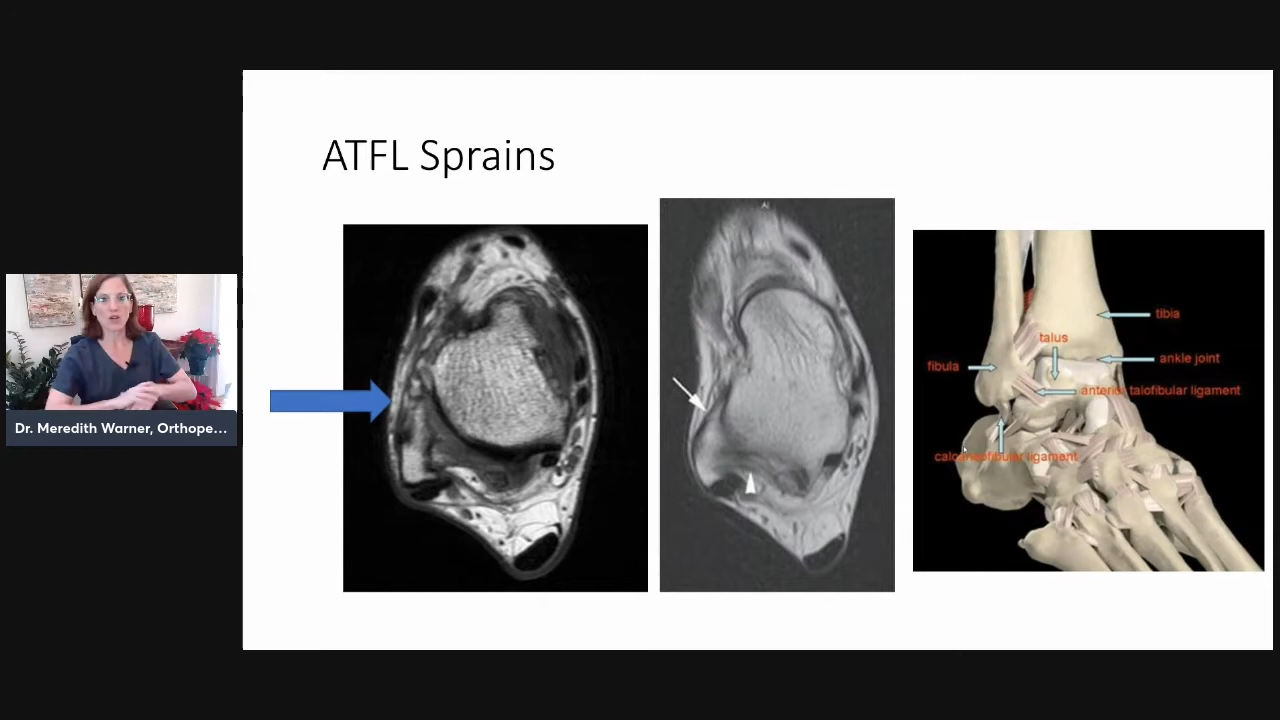 ATFL Sprains
tibia
talus
ankle joint
fibula
anterior talofibular ligament
calcaneofibular ligament
Dr. Meredith Warner, Orthope...